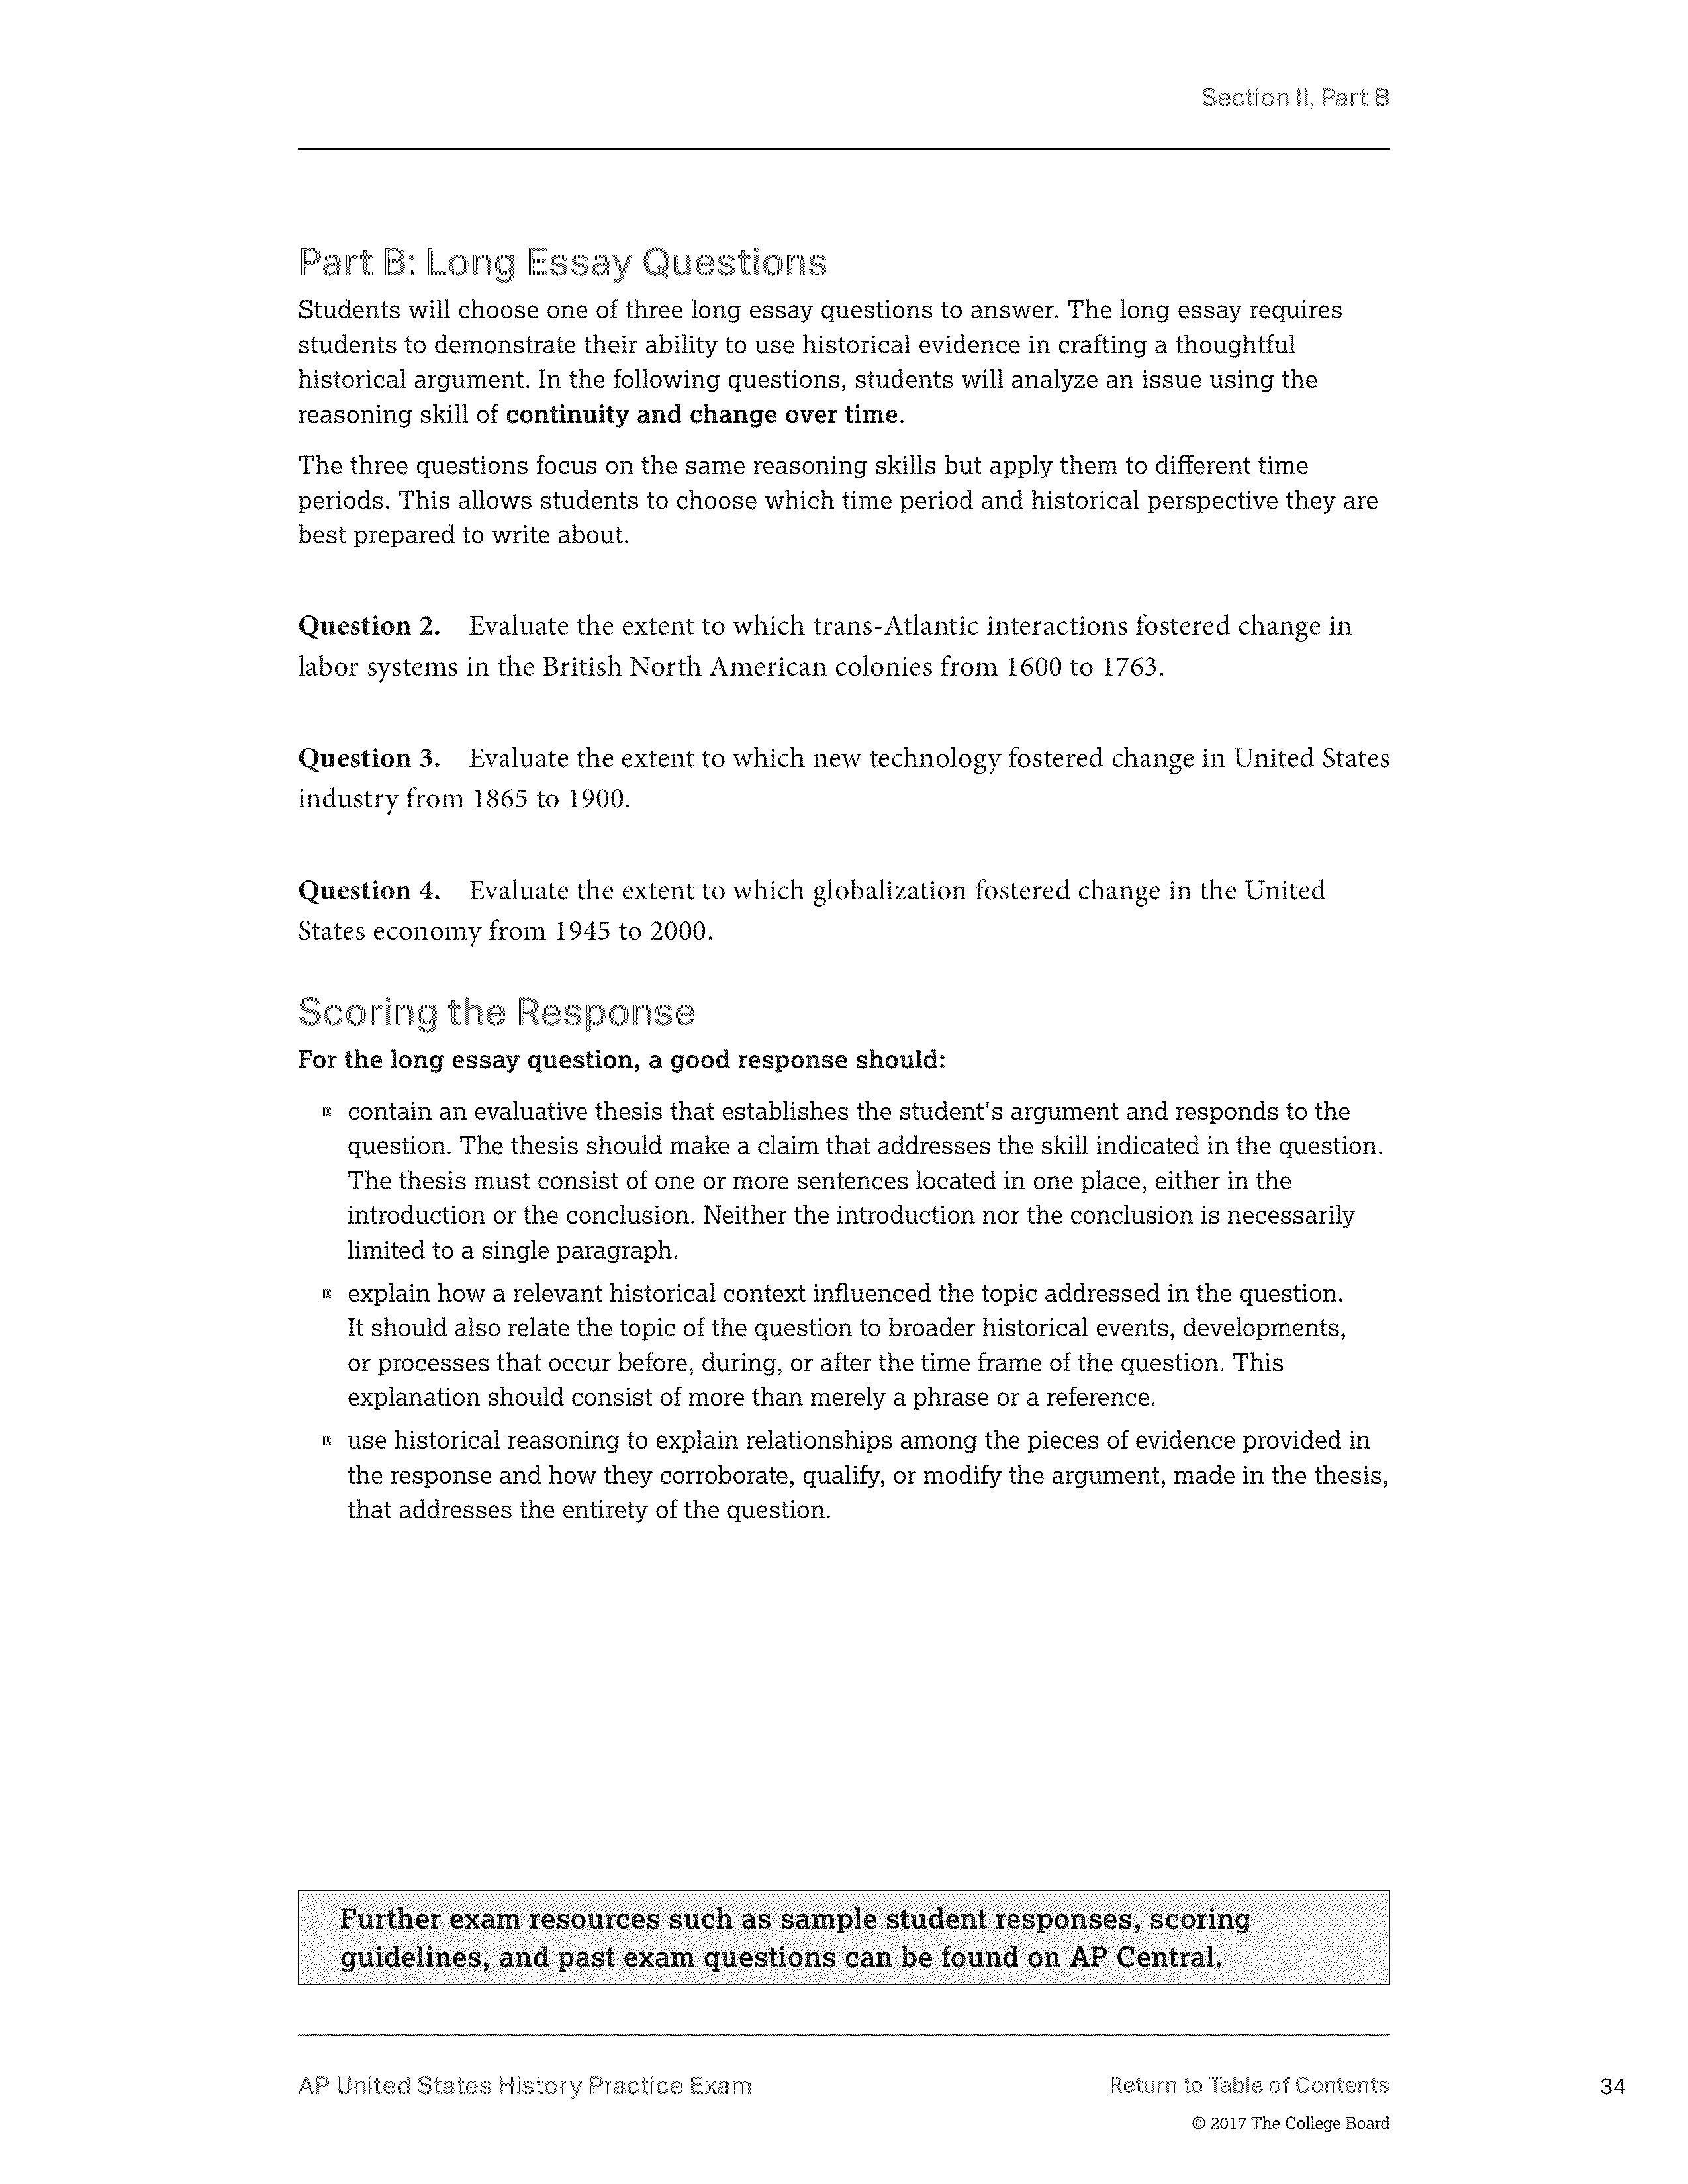 Section II, Part B
Part B: Long Essay Questions
Students will choose one of three long essay questions to answer. The long essay requires
students to demonstrate their ability to use historical evidence in crafting a thoughtful
historical argument. In the following questions, students will analyze an issue using the
reasoning skill of continuity and change over time.
The three questions focus on the same reasoning skills but apply them to different time
periods. This allows students to choose which time period and historical perspective they are
best prepared to write about.
Question 2. Evaluate the extent to which trans-Atlantic interactions fostered change in
labor systems in the British North American colonies from 1600 to 1763.
Question 3. Evaluate the extent to which new technology fostered change in United States
industry from 1865 to 1900.
Question 4. Evaluate the extent to which globalization fostered change in the United
States economy from 1945 to 2000.
Scoring the Response
For the long essay question, a good response should:
■ contain an evaluative thesis that establishes the student's argument and responds to the
question. The thesis should make a claim that addresses the skill indicated in the question.
The thesis must consist of one or more sentences located in one place, either in the
introduction or the conclusion. Neither the introduction nor the conclusion is necessarily
limited to a single paragraph.
■ explain how a relevant historical context influenced the topic addressed in the question.
It should also relate the topic of the question to broader historical events, developments,
or processes that occur before, during, or after the time frame of the question. This
explanation should consist of more than merely a phrase or a reference.
■ use historical reasoning to explain relationships among the pieces of evidence provided in
the response and how they corroborate, qualify, or modify the argument, made in the thesis,
that addresses the entirety of the question.
Further exam resources such as sample student responses, scoring
guidelines, and past exam questions can be found on AP Central.
AP United States History Practice Exam
Return to Table of Contents
34
© 2017 The College Board